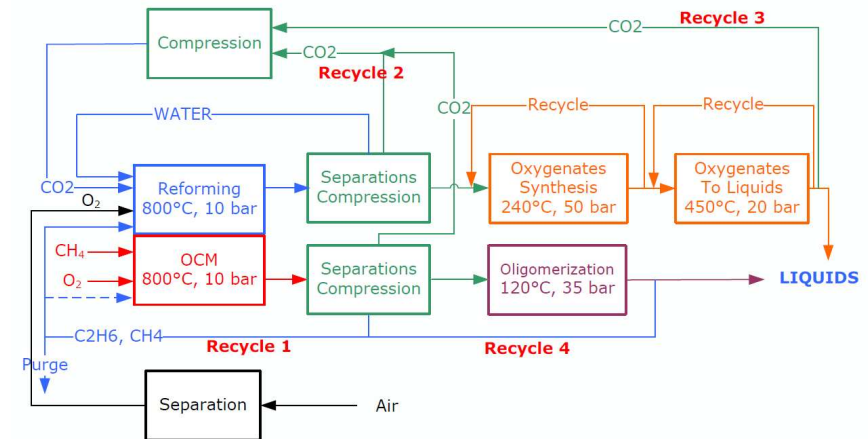 Recycle 3
CO2
Compression
CO2
Recycle 2
WATER
CO2
Recycle
Recycle
Separations
Compression
Oxygenates
Synthesis
240°C, 50 bar
Oxygenates
To Liquids
450°C, 20 bar
Reforming
800°C, 10 bar
CO2
O₂
CH₄
OCM
800°C, 10 bar
O₂
Separations
Compression
Oligomerization
120°C, 35 bar
LIQUIDS
C2H6, CH4
Recycle 1
Recycle 4
Purge
Separation
Air